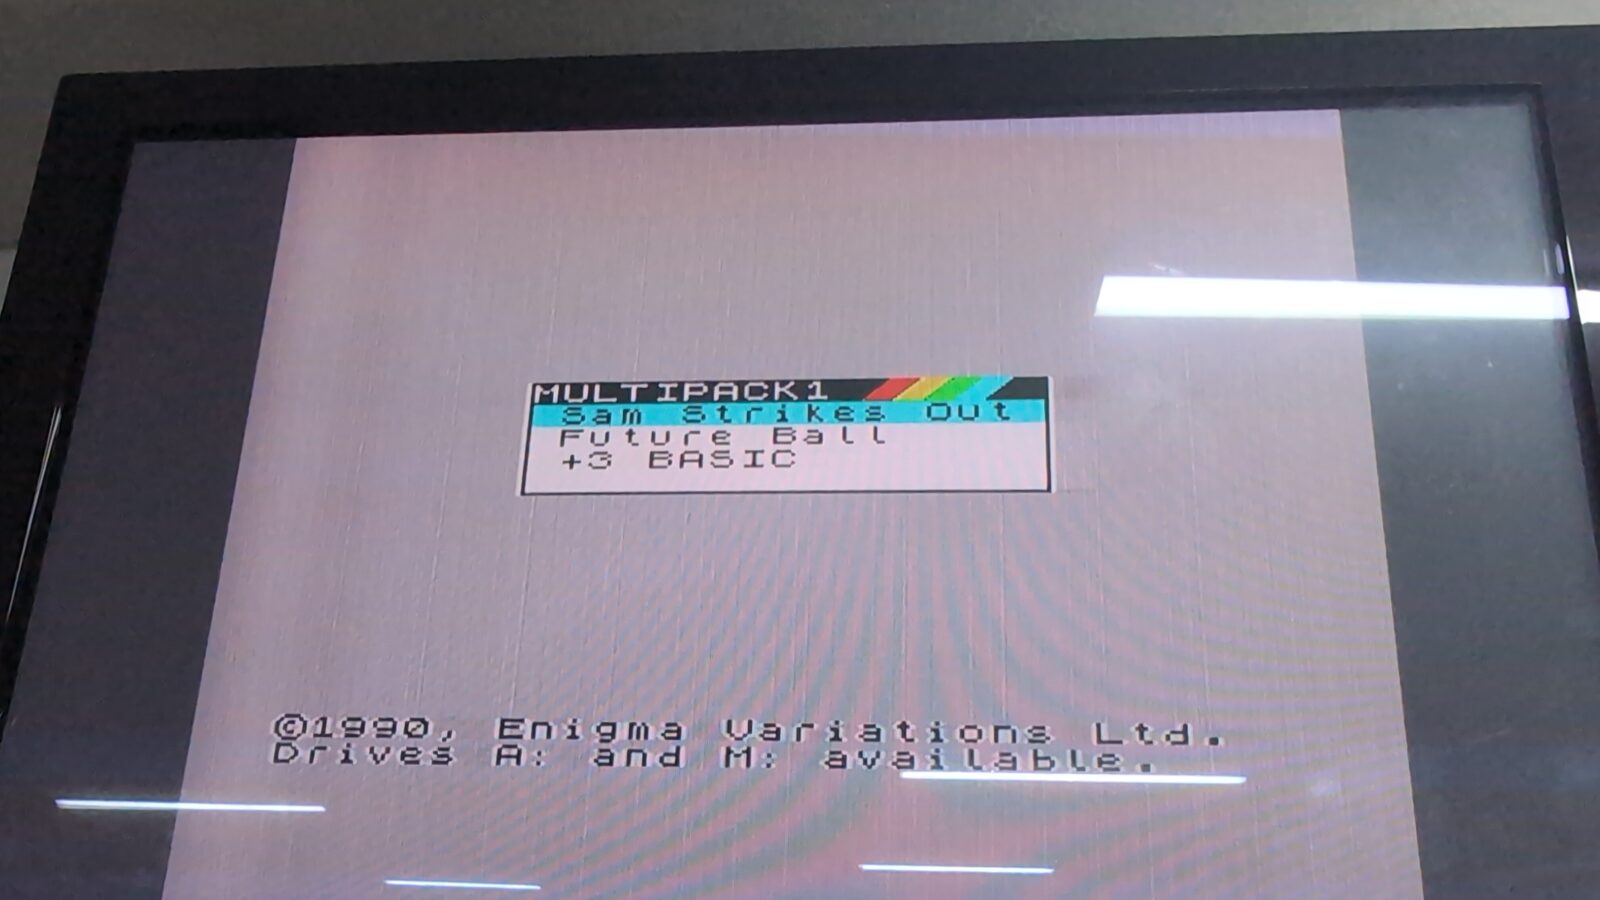 MULTIPACK1
Sam Strikes Out
Future Ball
+3 BASIC
©1990, Enigma Variations Ltd.
Drives A: and M: available.